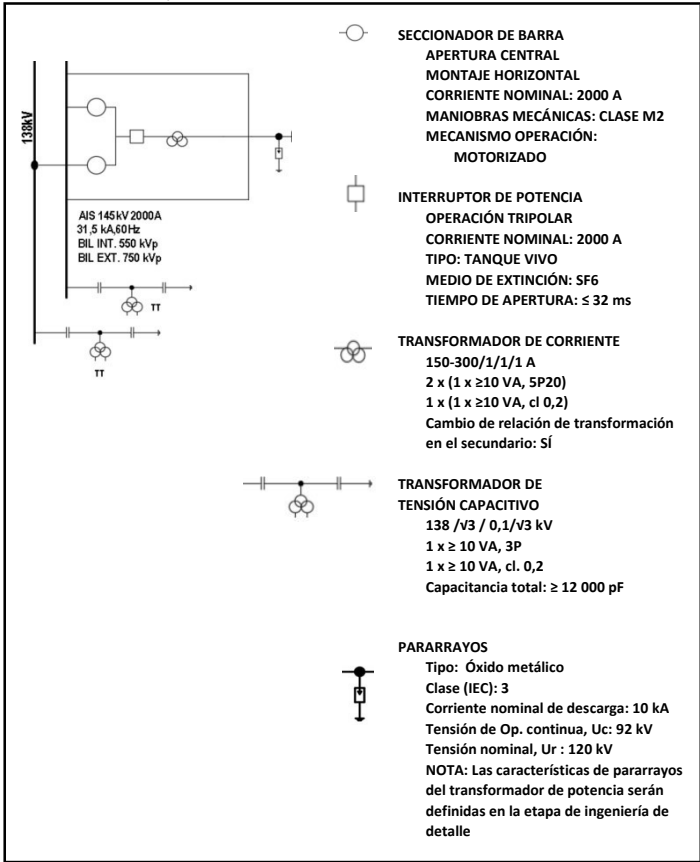 138kV
AIS 145kV 2000A
31,5 kA,60Hz
BIL INT. 550 kVp
BIL EXT. 750 kVp
TT
TT
SECCIONADOR DE BARRA
APERTURA CENTRAL
MONTAJE HORIZONTAL
CORRIENTE NOMINAL: 2000 A
MANIOBRAS MECÁNICAS: CLASE M2
MECANISMO OPERACIÓN:
MOTORIZADO
INTERRUPTOR DE POTENCIA
OPERACIÓN TRIPOLAR
CORRIENTE NOMINAL: 2000 A
TIPO: TANQUE VIVO
MEDIO DE EXTINCIÓN: SF6
TIEMPO DE APERTURA: ≤ 32 ms
TRANSFORMADOR DE CORRIENTE
150-300/1/1/1 A
2 x (1 x ≥10 VA, 5P20)
1 x (1 x ≥10 VA, cl 0,2)
Cambio de relación de transformación
en el secundario: SÍ
TRANSFORMADOR DE
TENSIÓN CAPACITIVO
138 /√3 / 0,1/√3 kV
1 x ≥ 10 VA, 3P
1 x ≥ 10 VA, cl. 0,2
Capacitancia total: ≥ 12 000 pF
PARARRAYOS
Tipo: Óxido metálico
Clase (IEC): 3
Corriente nominal de descarga: 10 kA
Tensión de Op. continua, Uc: 92 kV
Tensión nominal, Ur : 120 kV
NOTA: Las características de pararrayos
del transformador de potencia serán
definidas en la etapa de ingeniería de
detalle